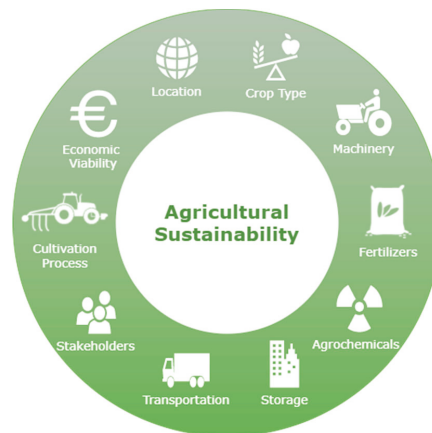 Location
Crop Type
Machinery
Fertilizers
Agrochemicals
Storage
Transportation
Stakeholders
Cultivation
Process
Economic
Viability
Agricultural
Sustainability